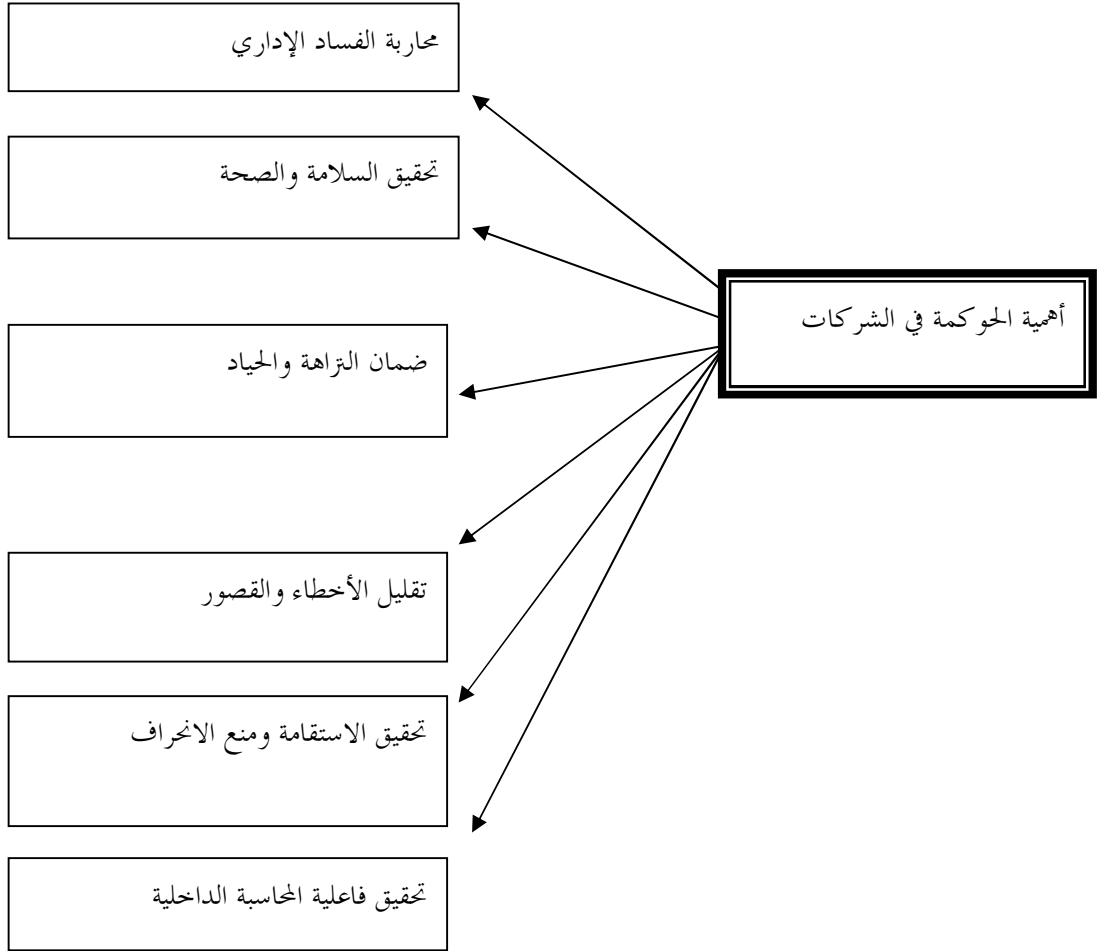 محاربة الفساد الإداري
تحقيق السلامة والصحة
أهمية الحوكمة في الشركات
ضمان النزاهة والحياد
تقليل الأخطاء والقصور
تحقيق الاستقامة ومنع الانحراف
تحقيق فاعلية المحاسبة الداخلية